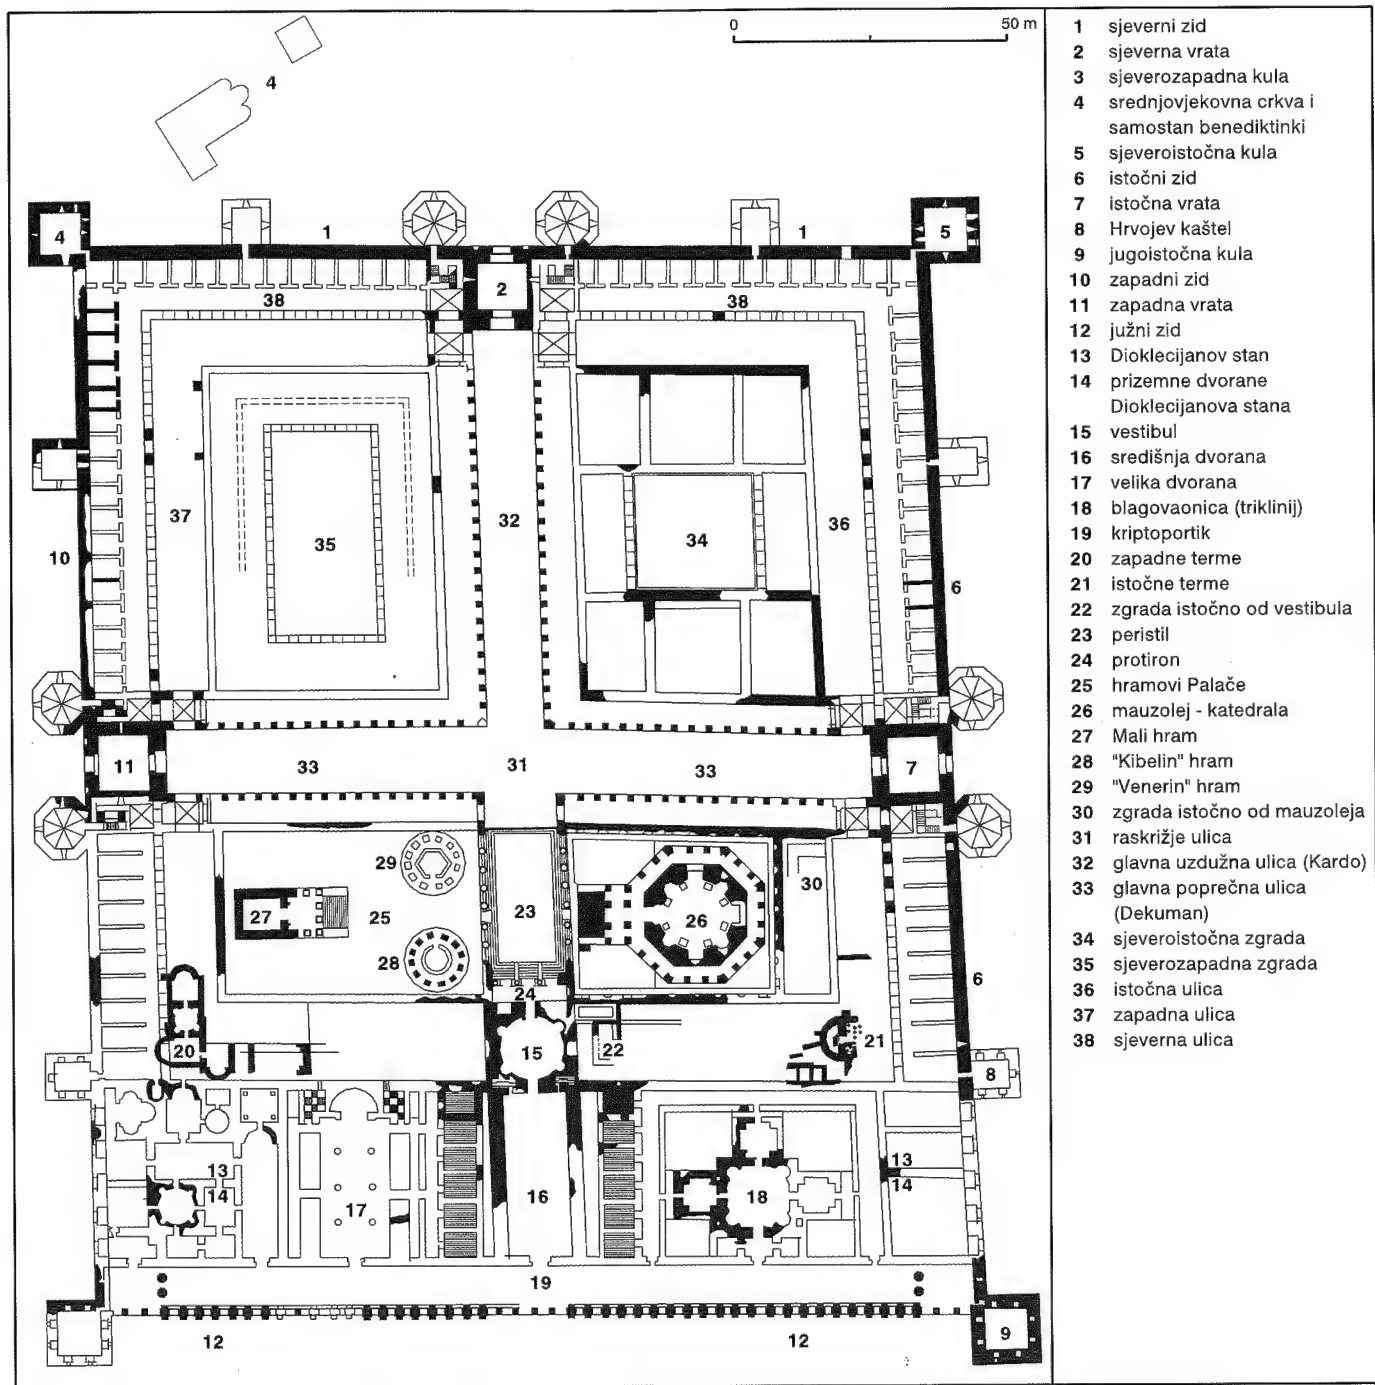 0 50 m
4
4
1
1
5
2
38
38
37
35
32
34
36
10
6
11
33
31
33
7
29
27
25
28
23
24
26
30
6
20
15
22
21
8
13
14
17
16
18
13
14
19
12
12
9
1 sjeverni zid
2 sjeverna vrata
3 sjeverozapadna kula
4 srednjovjekovna crkva i
samostan benediktinki
5 sjeveroistočna kula
6 istočni zid
7 istočna vrata
8 Hrvojev kaštel
9 jugoistočna kula
10 zapadni zid
11 zapadna vrata
12 južni zid
13 Dioklecijanov stan
14 prizemne dvorane
Dioklecijanova stana
15 vestibul
16 središnja dvorana
17 velika dvorana
18 blagovaonica (triklinij)
19 kriptoportik
20 zapadne terme
21 istočne terme
22 zgrada istočno od vestibula
23 peristil
24 protiron
25 hramovi Palače
26 mauzolej - katedrala
27 Mali hram
28 "Kibelin" hram
29 "Venerin" hram
30 zgrada istočno od mauzoleja
31 raskrižje ulica
32 glavna uzdužna ulica (Kardo)
33 glavna poprečna ulica
(Dekuman)
34 sjeveroistočna zgrada
35 sjeverozapadna zgrada
36 istočna ulica
37 zapadna ulica
38 sjeverna ulica